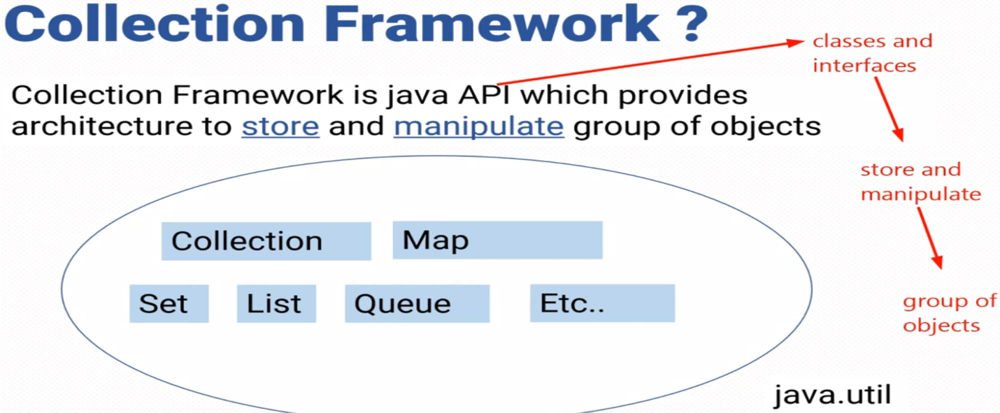 Collection Framework ?
classes and
interfaces
Collection Framework is java API which provides
architecture to store and manipulate group of objects
store and
manipulate
Collection
Map
Set
List
Queue
Etc..
group of
objects
java.util